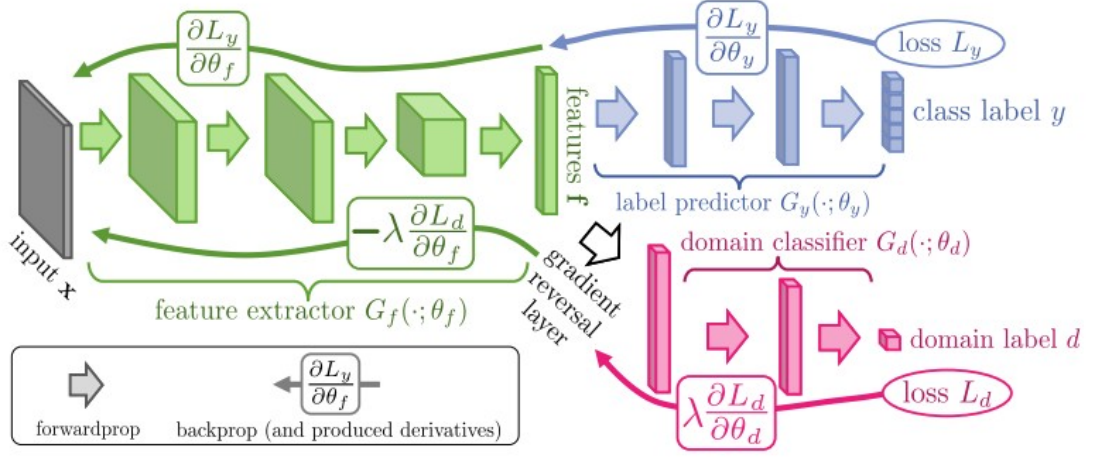 ∂L_y/∂θ_f
∂L_y/∂θ_y
loss L_y
features f
class label y
label predictor G_y(·; θ_y)
input x
−λ ∂L_d/∂θ_f
feature extractor G_f(·; θ_f)
gradient
reversal
layer
domain classifier G_d(·; θ_d)
domain label d
λ ∂L_d/∂θ_d
loss L_d
∂L_y/∂θ_f
forwardprop
backprop (and produced derivatives)